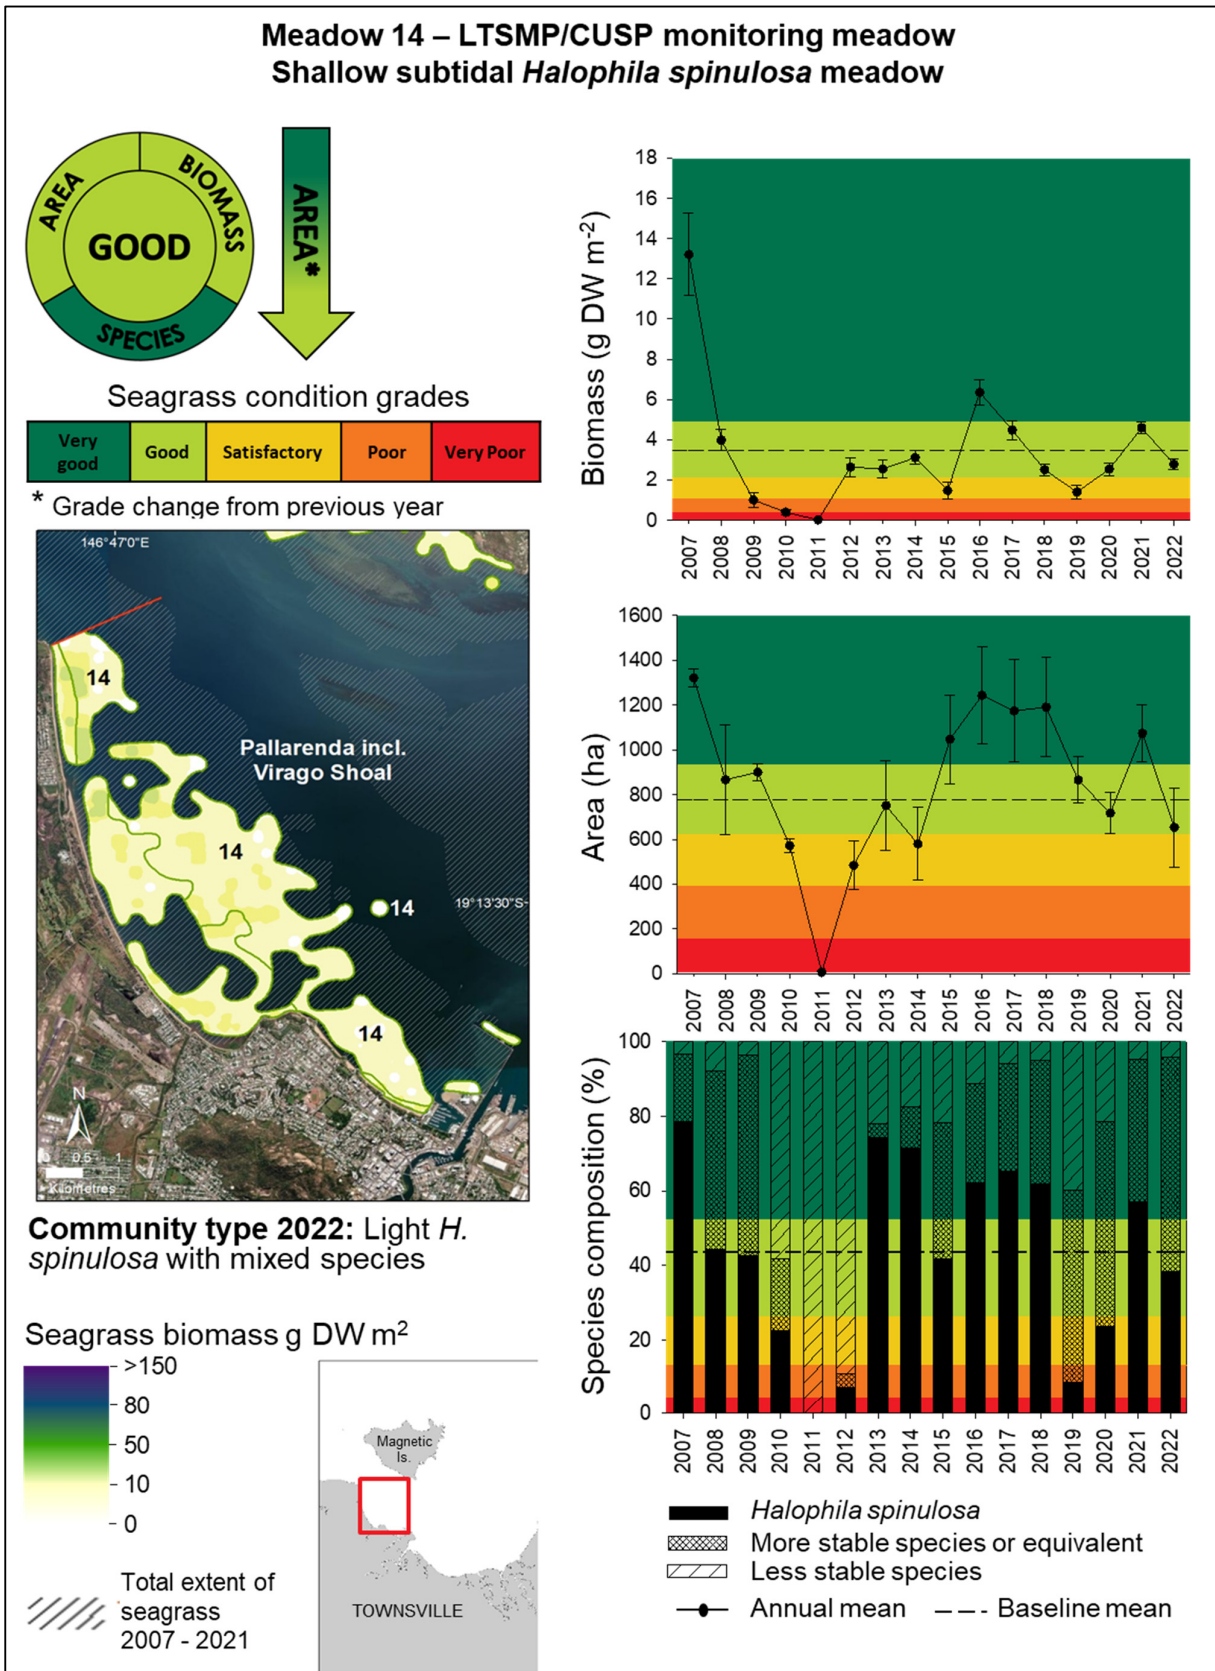 Meadow 14 – LTSMP/CUSP monitoring meadow
Shallow subtidal Halophila spinulosa meadow
AREA
BIOMASS
GOOD
SPECIES
AREA*
Seagrass condition grades
Very good
Good
Satisfactory
Poor
Very Poor
* Grade change from previous year
146°47'0"E
14
Pallarenda incl.
Virago Shoal
14
14
19°13'30"S
14
N
0.5 1
Kilometres
Community type 2022: Light H.
spinulosa with mixed species
Seagrass biomass g DW m2
>150
80
50
10
0
Total extent of
seagrass
2007 - 2021
Magnetic
Is.
TOWNSVILLE
Biomass (g DW m-2)
18
16
14
12
10
8
6
4
2
0
2007 2008 2009 2010 2011 2012 2013 2014 2015 2016 2017 2018 2019 2020 2021 2022
Area (ha)
1600
1400
1200
1000
800
600
400
200
0
2007 2008 2009 2010 2011 2012 2013 2014 2015 2016 2017 2018 2019 2020 2021 2022
Species composition (%)
100
80
60
40
20
0
2007 2008 2009 2010 2011 2012 2013 2014 2015 2016 2017 2018 2019 2020 2021 2022
Halophila spinulosa
More stable species or equivalent
Less stable species
Annual mean
Baseline mean